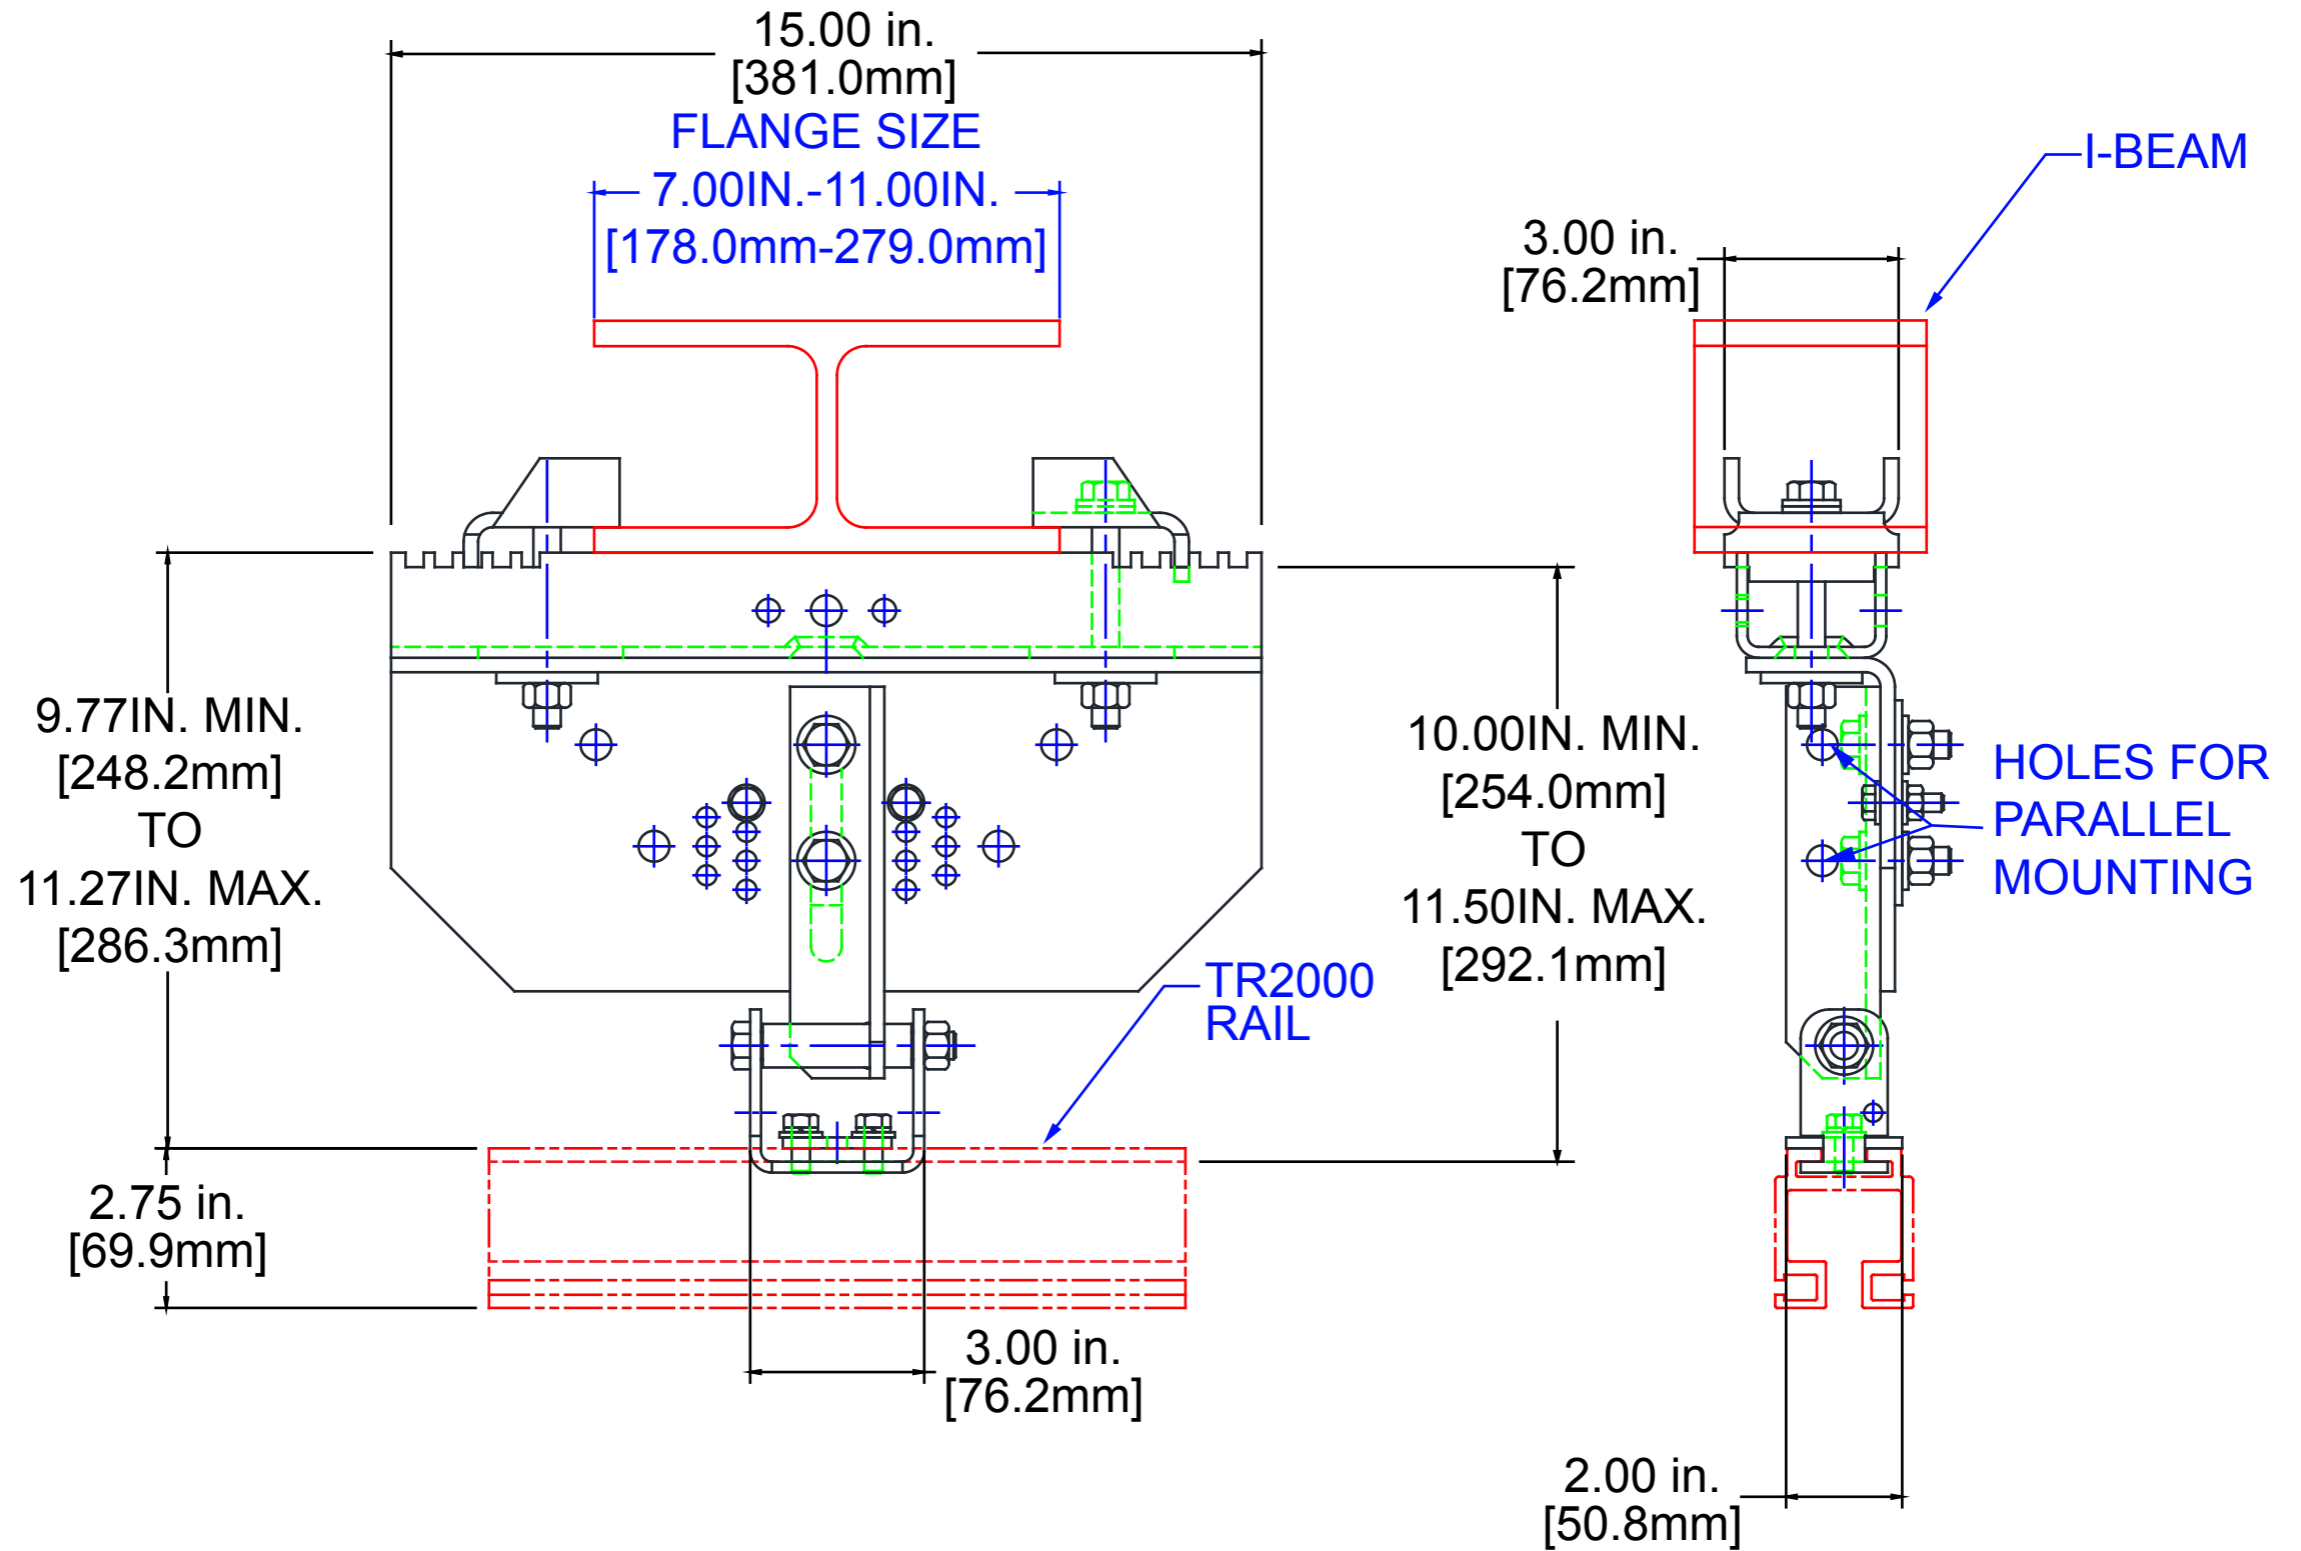 15.00 in.
[381.0mm]
FLANGE SIZE
7.00IN.-11.00IN.
[178.0mm-279.0mm]
I-BEAM
3.00 in.
[76.2mm]
9.77IN. MIN.
[248.2mm]
TO
11.27IN. MAX.
[286.3mm]
10.00IN. MIN.
[254.0mm]
TO
11.50IN. MAX.
[292.1mm]
HOLES FOR
PARALLEL
MOUNTING
TR2000
RAIL
2.75 in.
[69.9mm]
3.00 in.
[76.2mm]
2.00 in.
[50.8mm]